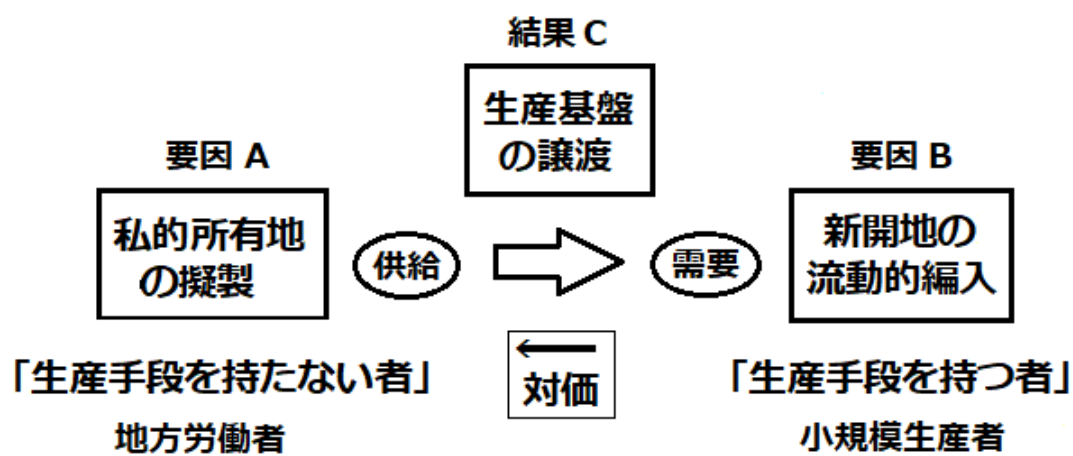 結果 C
生産基盤
の譲渡
要因 A
私的所有地
の擬製
供給
需要
要因 B
新開地の
流動的編入
対価
「生産手段を持たない者」
地方労働者
「生産手段を持つ者」
小規模生産者